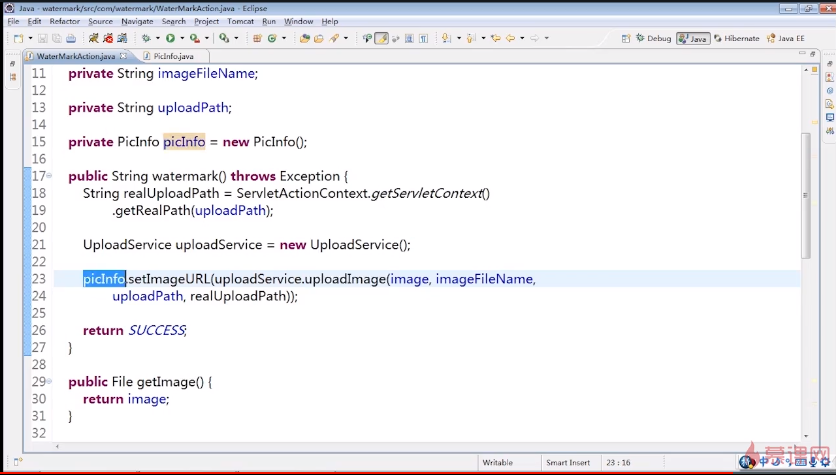 Java - watermark/src/com/watermark/WaterMarkAction.java - Eclipse
File Edit Refactor Source Navigate Search Project Tomcat Run Window Help
Debug Java Hibernate Java EE
WaterMarkAction.java PicInfo.java
11 private String imageFileName;
12
13 private String uploadPath;
14
15 private PicInfo picInfo = new PicInfo();
16
17 public String watermark() throws Exception {
18 String realUploadPath = ServletActionContext.getServletContext()
19 .getRealPath(uploadPath);
20
21 UploadService uploadService = new UploadService();
22
23 picInfo.setImageURL(uploadService.uploadImage(image, imageFileName,
24 uploadPath, realUploadPath));
25
26 return SUCCESS;
27 }
28
29 public File getImage() {
30 return image;
31 }
32
Writable Smart Insert 23 : 16
慕课网